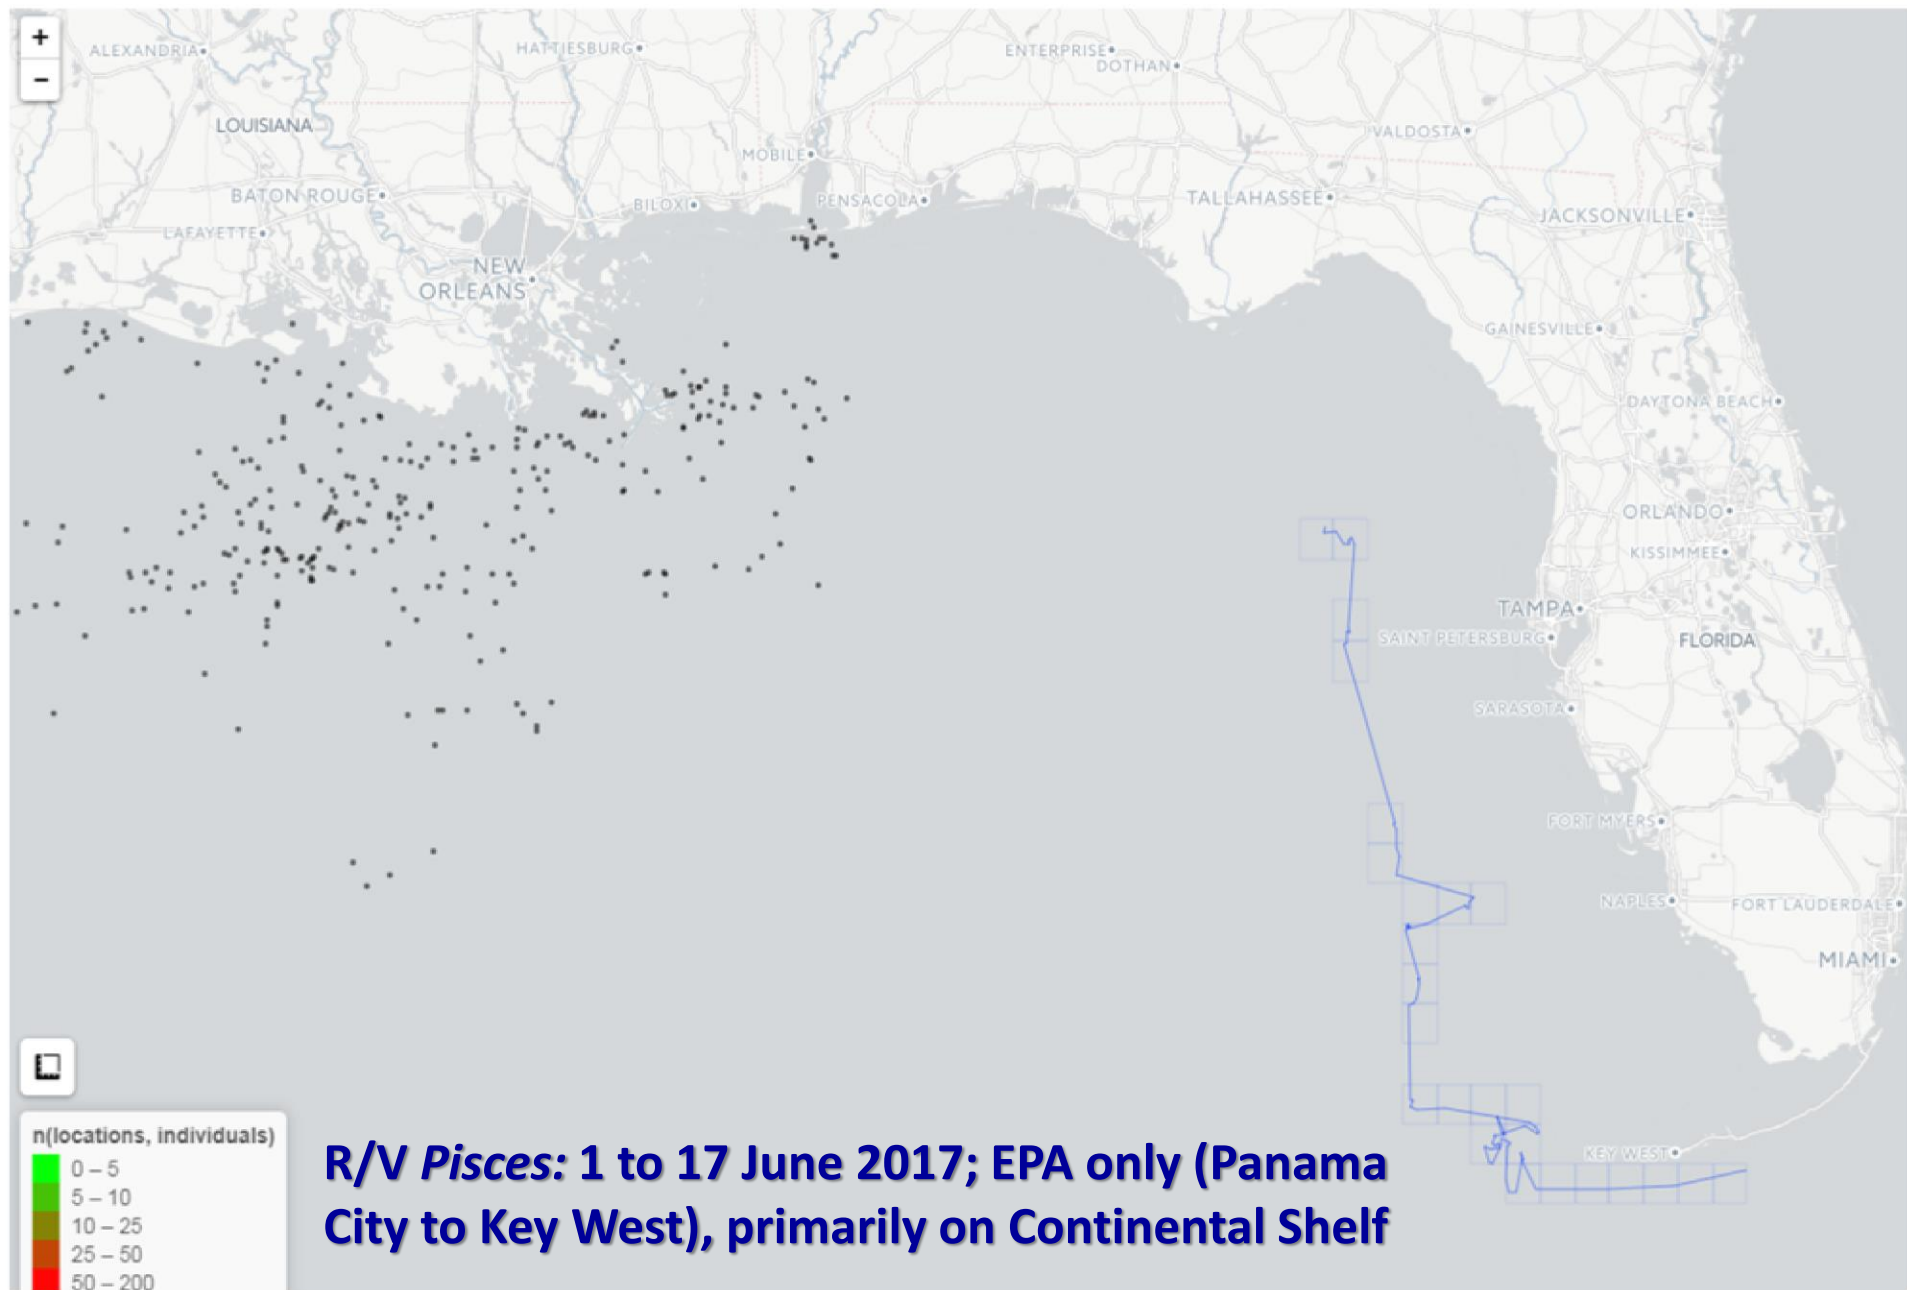 +
−
ALEXANDRIA
HATTIESBURG
ENTERPRISE
DOTHAN
LOUISIANA
VALDOSTA
MOBILE
BATON ROUGE
BILOXI
PENSACOLA
TALLAHASSEE
JACKSONVILLE
LAFAYETTE
NEW
ORLEANS
GAINESVILLE
DAYTONA BEACH
ORLANDO
KISSIMMEE
TAMPA
SAINT PETERSBURG
FLORIDA
SARASOTA
FORT MYERS
NAPLES
FORT LAUDERDALE
MIAMI
KEY WEST
n(locations, individuals)
0 – 5
5 – 10
10 – 25
25 – 50
50 – 200
R/V Pisces: 1 to 17 June 2017; EPA only (Panama
City to Key West), primarily on Continental Shelf